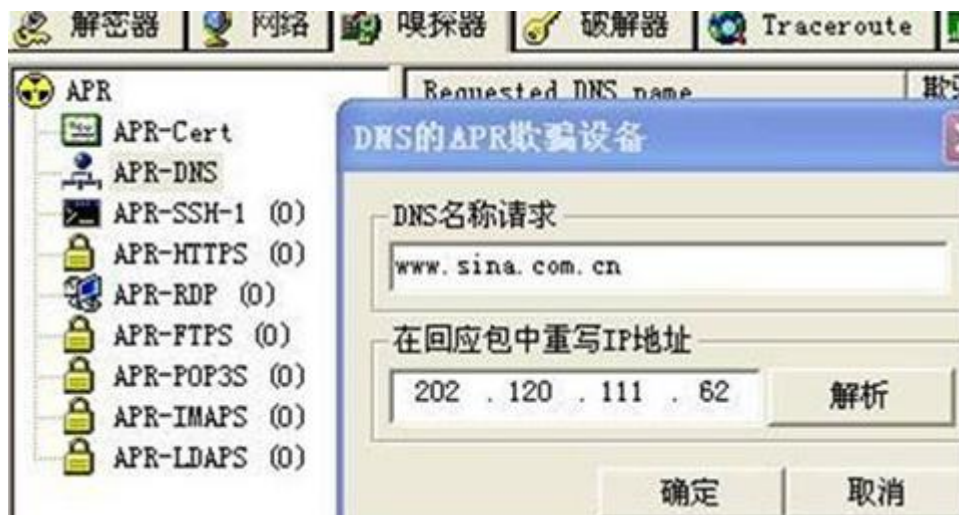 解密器 网络 嗅探器 破解器 Traceroute
APR
Requested DNS name
APR-Cert
DNS的APR欺骗设备
APR-DNS
APR-SSH-1 (0)
DNS名称请求
APR-HTTPS (0)
www.sina.com.cn
APR-RDP (0)
APR-FTPS (0)
在回应包中重写IP地址
APR-POP3S (0)
202 . 120 . 111 . 62 解析
APR-IMAPS (0)
APR-LDAPS (0)
确定 取消